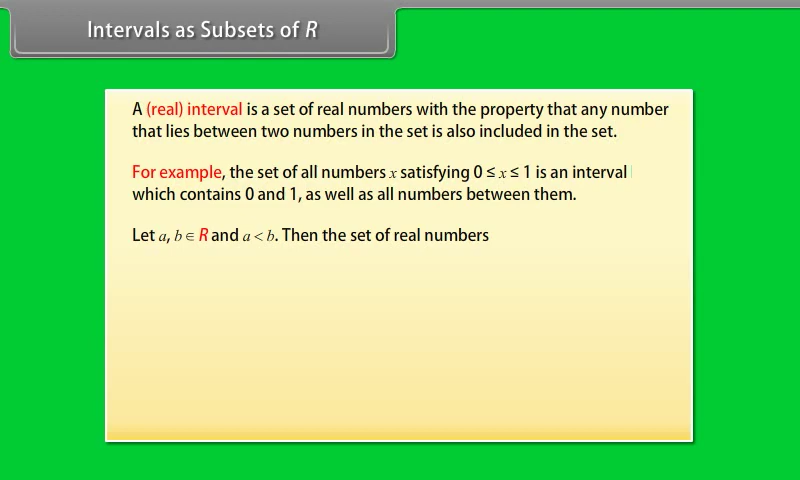 Intervals as Subsets of R
A (real) interval is a set of real numbers with the property that any number
that lies between two numbers in the set is also included in the set.
For example, the set of all numbers x satisfying 0 ≤ x ≤ 1 is an interval
which contains 0 and 1, as well as all numbers between them.
Let a, b ∈ R and a < b. Then the set of real numbers